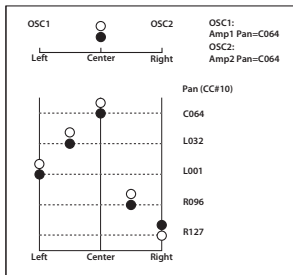 OSC1 OSC2 OSC1:
Amp1 Pan=C064
OSC2:
Amp2 Pan=C064
Left Center Right
Pan (CC#10)
C064
L032
L001
R096
R127
Left Center Right